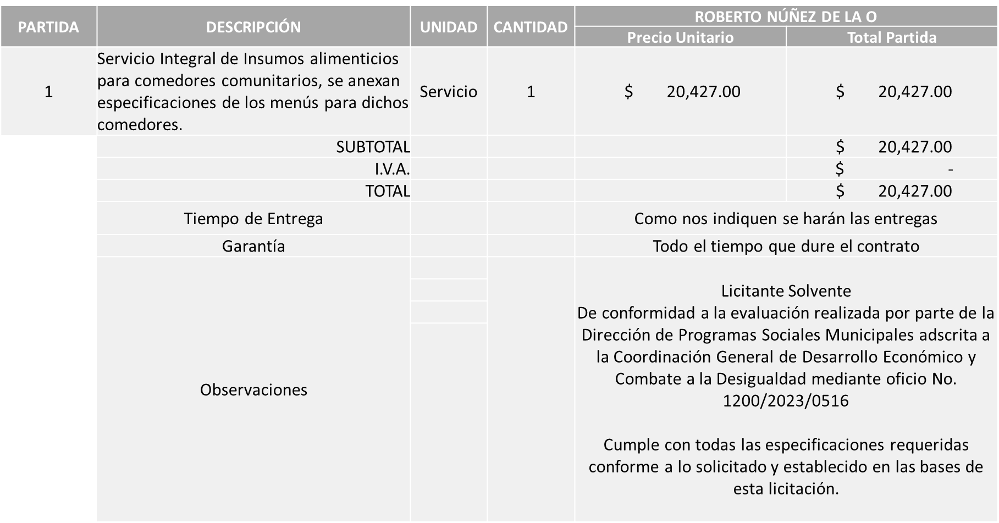 PARTIDA
DESCRIPCIÓN
UNIDAD
CANTIDAD
ROBERTO NÚÑEZ DE LA O
Precio Unitario
Total Partida
1
Servicio Integral de Insumos alimenticios
para comedores comunitarios, se anexan
especificaciones de los menús para dichos
comedores.
Servicio
1
$ 20,427.00
$ 20,427.00
SUBTOTAL
$ 20,427.00
I.V.A.
$ -
TOTAL
$ 20,427.00
Tiempo de Entrega
Como nos indiquen se harán las entregas
Garantía
Todo el tiempo que dure el contrato
Observaciones
Licitante Solvente
De conformidad a la evaluación realizada por parte de la
Dirección de Programas Sociales Municipales adscrita a
la Coordinación General de Desarrollo Económico y
Combate a la Desigualdad mediante oficio No.
1200/2023/0516
Cumple con todas las especificaciones requeridas
conforme a lo solicitado y establecido en las bases de
esta licitación.